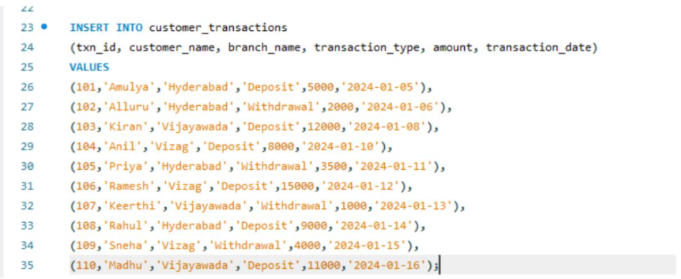 22
23 INSERT INTO customer_transactions
24 (txn_id, customer_name, branch_name, transaction_type, amount, transaction_date)
25 VALUES
26 (101,'Amulya','Hyderabad','Deposit',5000,'2024-01-05'),
27 (102,'Alluru','Hyderabad','Withdrawal',2000,'2024-01-06'),
28 (103,'Kiran','Vijayawada','Deposit',12000,'2024-01-08'),
29 (104,'Anil','Vizag','Deposit',8000,'2024-01-10'),
30 (105,'Priya','Hyderabad','Withdrawal',3500,'2024-01-11'),
31 (106,'Ramesh','Vizag','Deposit',15000,'2024-01-12'),
32 (107,'Keerthi','Vijayawada','Withdrawal',1000,'2024-01-13'),
33 (108,'Rahul','Hyderabad','Deposit',9000,'2024-01-14'),
34 (109,'Sneha','Vizag','Withdrawal',4000,'2024-01-15'),
35 (110,'Madhu','Vijayawada','Deposit',11000,'2024-01-16');